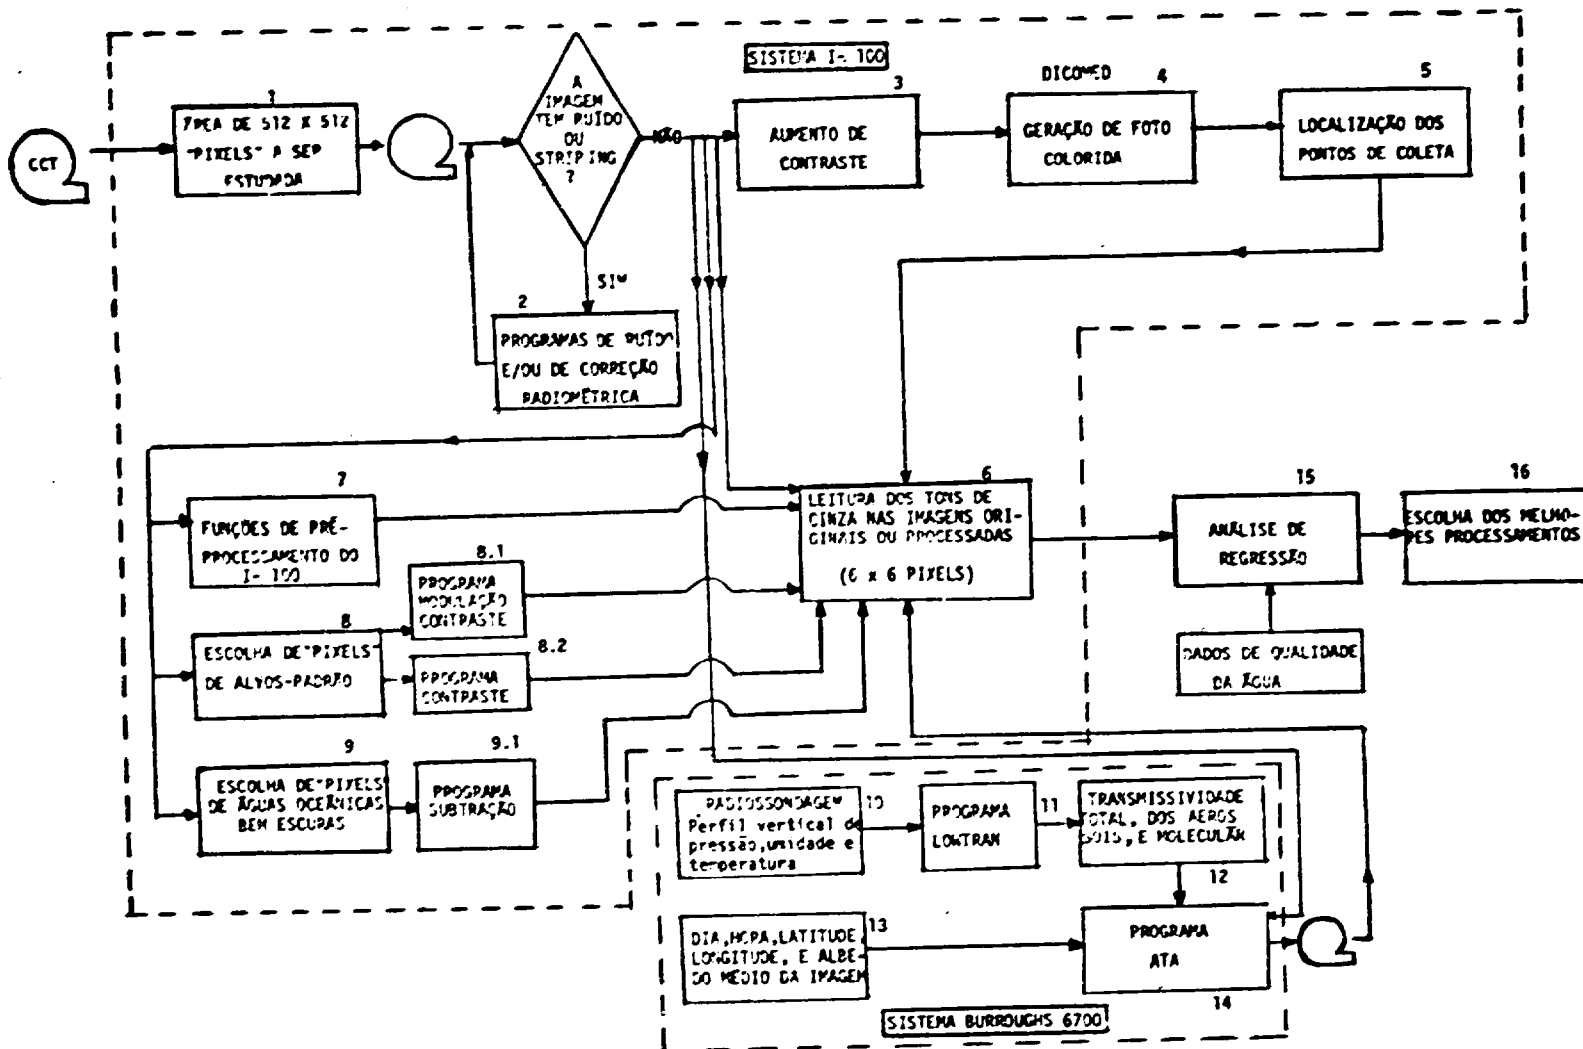 SISTEMA I-100
CCT
1
ÁREA DE 512 X 512
"PIXELS" A SER
ESTUDADA
A
IMAGEM
TEM RUÍDO
OU
STRIPING
?
NÃO
SIM
2
PROGRAMAS DE RUÍDO
E/OU DE CORREÇÃO
RADIOMÉTRICA
3
AUMENTO DE
CONTRASTE
DICOMED
4
GERAÇÃO DE FOTO
COLORIDA
5
LOCALIZAÇÃO DOS
PONTOS DE COLETA
6
LEITURA DOS TONS DE
CINZA NAS IMAGENS ORI-
GINAIS OU PROCESSADAS
(6 x 6 PIXELS)
7
FUNÇÕES DE PRÉ-
PROCESSAMENTO DO
I-100
8
ESCOLHA DE "PIXELS"
DE ALVOS-PADRÃO
8.1
PROGRAMA
MODULAÇÃO
CONTRASTE
8.2
PROGRAMA
CONTRASTE
9
ESCOLHA DE "PIXELS
DE ÁGUAS OCEÂNICAS
BEM ESCURAS
9.1
PROGRAMA
SUBTRAÇÃO
10
RADIOSSONDAGEM
Perfil vertical de
pressão, umidade e
temperatura
11
PROGRAMA
LOWTRAN
12
TRANSMISSIVIDADE
TOTAL, DOS AEROS
SÓIS, E MOLECULAR
13
DIA, HORA, LATITUDE,
LONGITUDE, E ALBE-
DO MÉDIO DA IMAGEM
PROGRAMA
ATA
14
SISTEMA BURROUGHS 6700
15
ANÁLISE DE
REGRESSÃO
DADOS DE QUALIDADE
DA ÁGUA
16
ESCOLHA DOS MELHO-
RES PROCESSAMENTOS